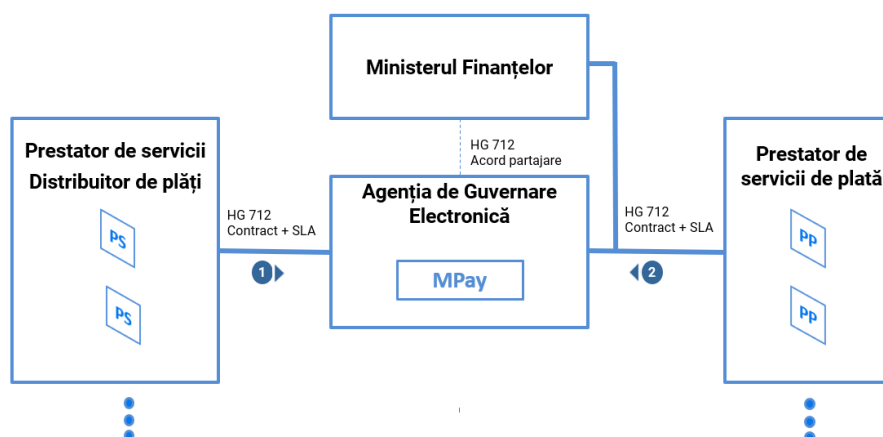 Ministerul Finanțelor
HG 712
Acord partajare
Prestator de servicii
Distribuitor de plăți
PS
PS
HG 712
Contract + SLA
1
Agenția de Guvernare
Electronică
MPay
HG 712
Contract + SLA
2
Prestator de
servicii de plată
PP
PP